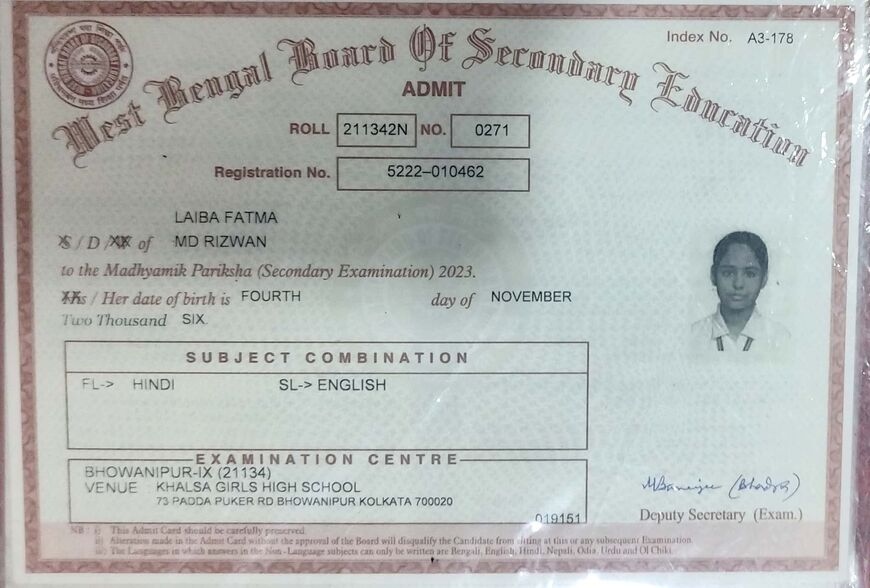 Index No. A3-178
West Bengal Board Of Secondary Education
ADMIT
ROLL 211342N NO. 0271
Registration No. 5222–010462
LAIBA FATMA
S / D / of MD RIZWAN
to the Madhyamik Pariksha (Secondary Examination) 2023.
/ Her date of birth is FOURTH day of NOVEMBER
Two Thousand SIX.
SUBJECT COMBINATION
FL-> HINDI SL-> ENGLISH
EXAMINATION CENTRE
BHOWANIPUR-IX (21134)
VENUE KHALSA GIRLS HIGH SCHOOL
73 PADDA PUKER RD BHOWANIPUR KOLKATA 700020
019151
Deputy Secretary (Exam.)
NB : i) This Admit Card should be carefully preserved.
ii) Alteration made in the Admit Card without the approval of the Board will disqualify the Candidate from sitting at this or any subsequent Examination.
iii) The Languages in which answers in the Non - Language subjects can only be written are Bengali, English, Hindi, Nepali, Odia, Urdu and Ol Chiki.